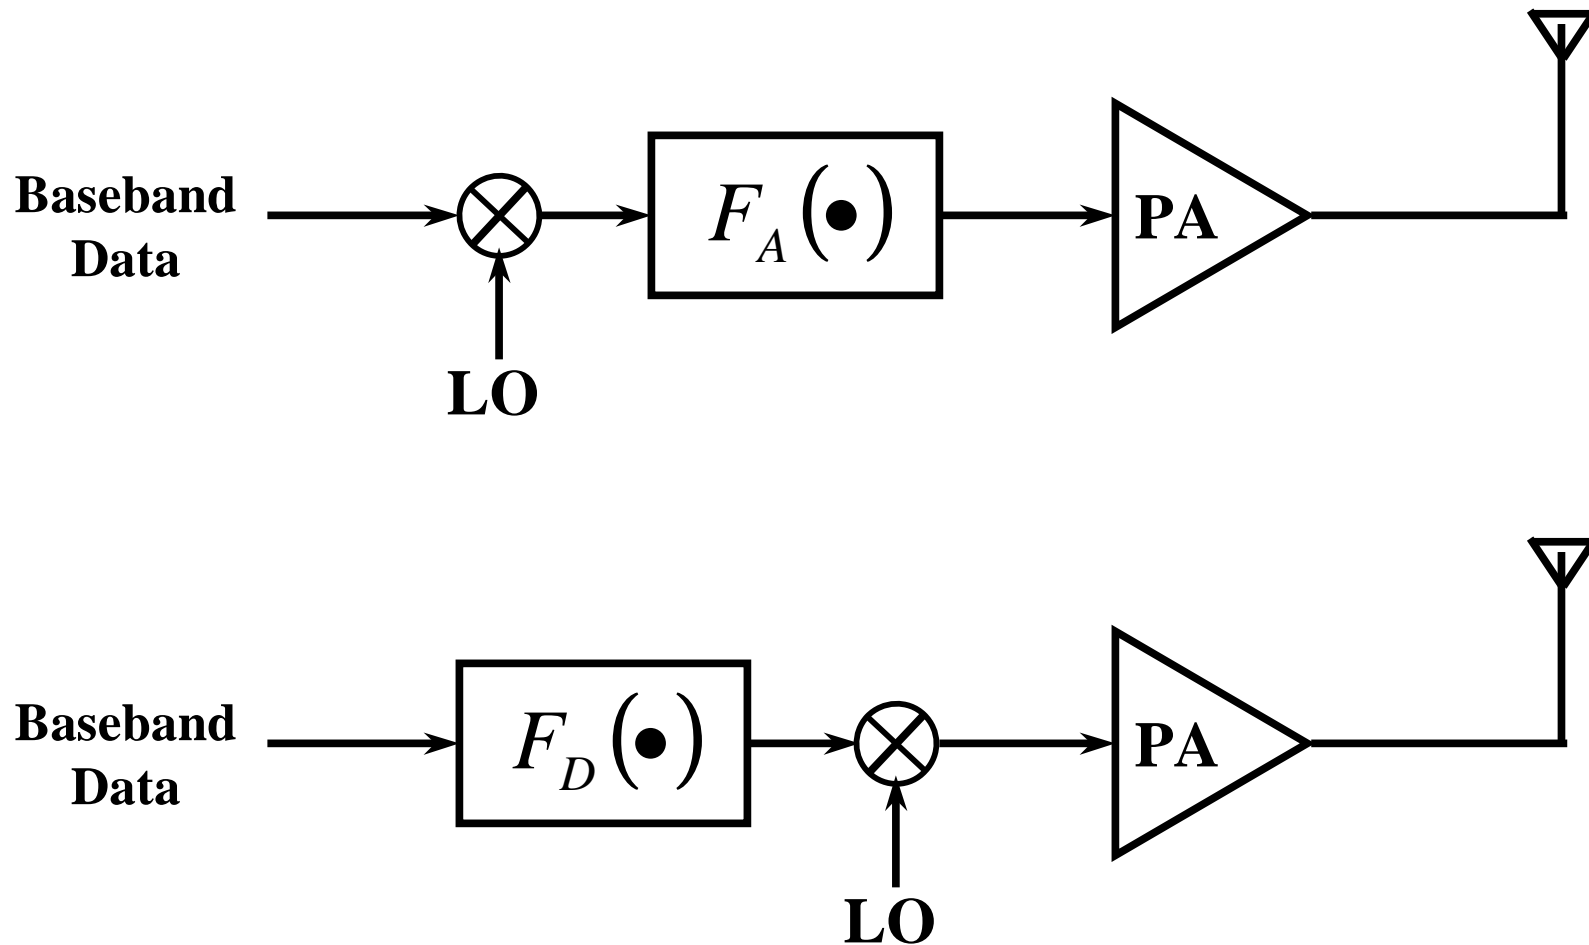 Baseband
Data
F_A(•)
PA
LO
Baseband
Data
F_D(•)
PA
LO